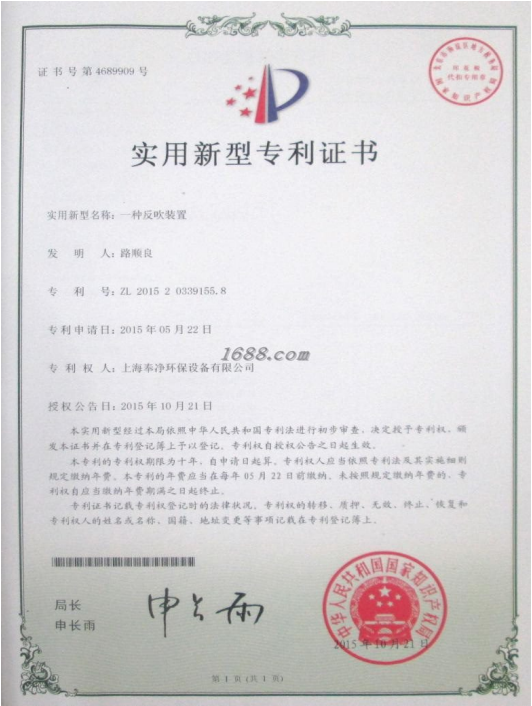 证书号第4689909号
实用新型专利证书
实用新型名称：一种反吹装置
发 明 人：路顺良
专 利 号：ZL 2015 2 0339155.8
专利申请日：2015年05月22日
1688.com
专 利 权 人：上海奉净环保设备有限公司
授权公告日：2015年10月21日
本实用新型经过本局依照中华人民共和国专利法进行初步审查，决定授予专利权，颁
发本证书并在专利登记簿上予以登记。专利权自授权公告之日起生效。
本专利的专利权期限为十年，自申请日起算。专利权人应当依照专利法及其实施细则
规定缴纳年费。本专利的年费应当在每年05月22日前缴纳。未按照规定缴纳年费的，专
利权自应当缴纳年费期满之日起终止。
专利证书记载专利权登记时的法律状况。专利权的转移、质押、无效、终止、恢复和
专利权人的姓名或名称、国籍、地址变更等事项记载在专利登记簿上。
局长
申长雨
申长雨
中华人民共和国国家知识产权局
2015年10月21日
第1页（共1页）